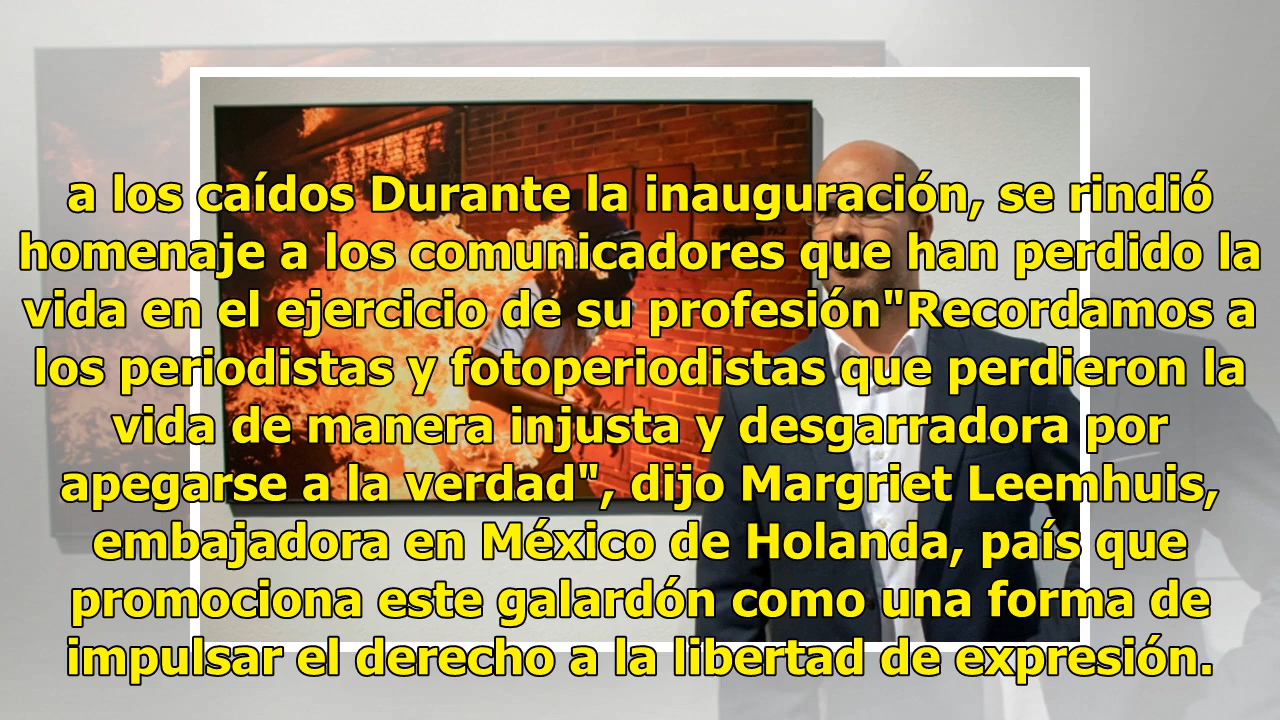 a los caídos Durante la inauguración, se rindió
homenaje a los comunicadores que han perdido la
vida en el ejercicio de su profesión"Recordamos a
los periodistas y fotoperiodistas que perdieron la
vida de manera injusta y desgarradora por
apegarse a la verdad", dijo Margriet Leemhuis,
embajadora en México de Holanda, país que
promociona este galardón como una forma de
impulsar el derecho a la libertad de expresión.